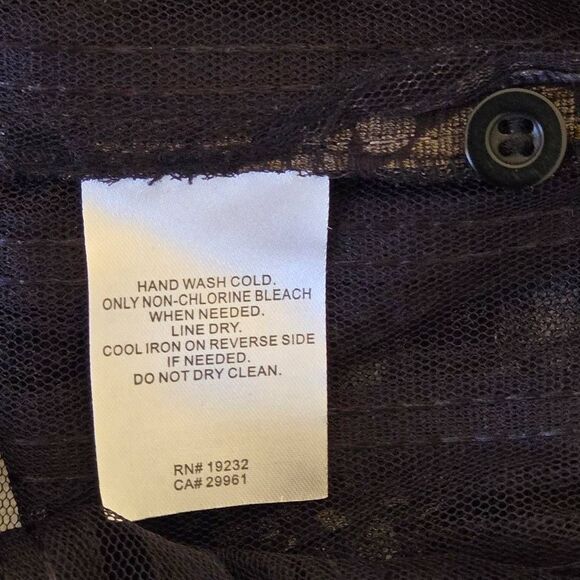 HAND WASH COLD.
ONLY NON-CHLORINE BLEACH
WHEN NEEDED.
LINE DRY.
COOL IRON ON REVERSE SIDE
IF NEEDED.
DO NOT DRY CLEAN.
RN# 19232
CA# 29961